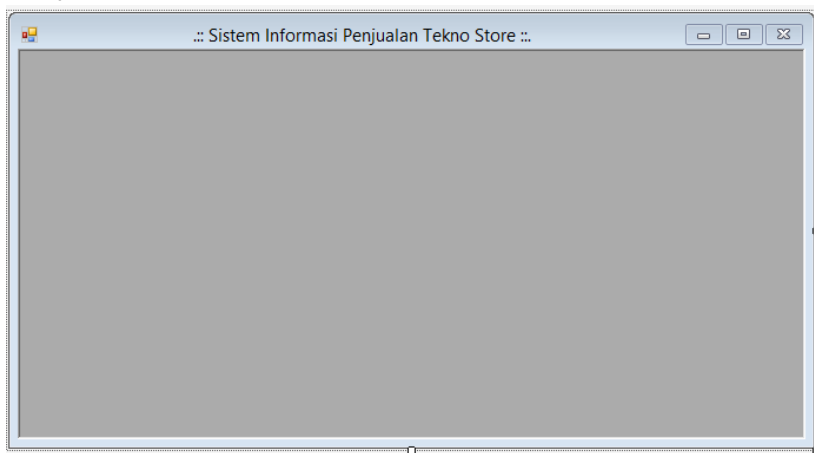 .:: Sistem Informasi Penjualan Tekno Store ::.